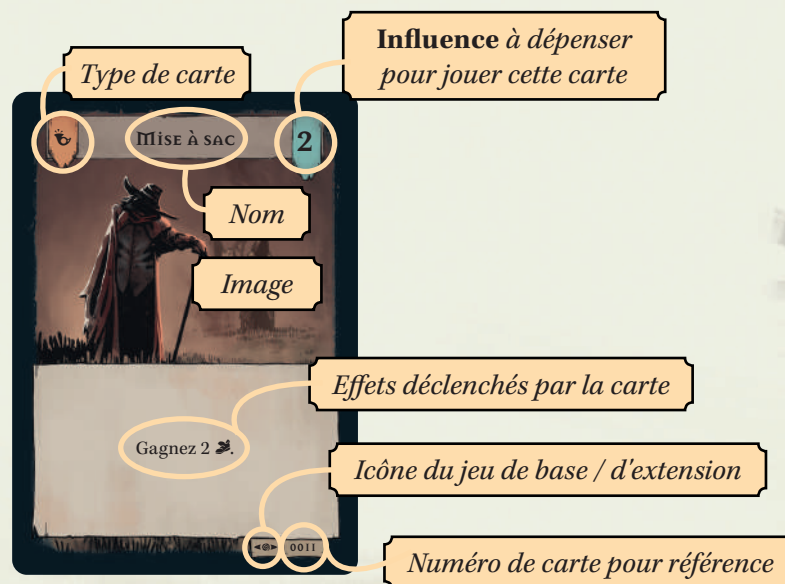 Influence à dépenser
pour jouer cette carte
Type de carte
Mise à sac
2
Nom
Image
Effets déclenchés par la carte
Gagnez 2 .
Icône du jeu de base / d'extension
0011
Numéro de carte pour référence